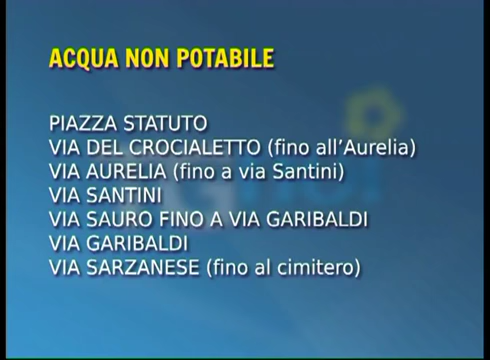 ACQUA NON POTABILE
PIAZZA STATUTO
VIA DEL CROCIALETTO (fino all'Aurelia)
VIA AURELIA (fino a via Santini)
VIA SANTINI
VIA SAURO FINO A VIA GARIBALDI
VIA GARIBALDI
VIA SARZANESE (fino al cimitero)